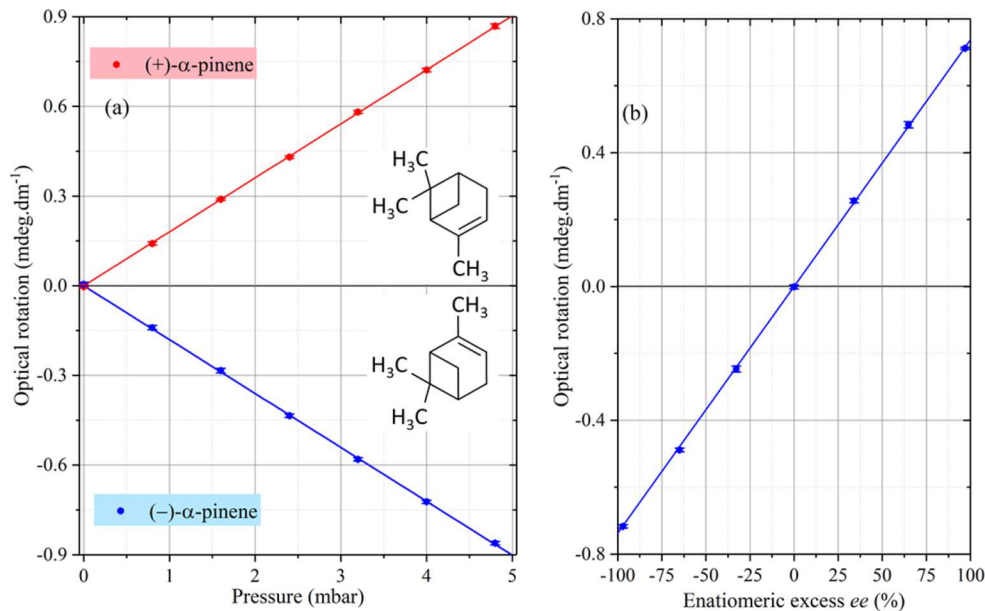 0.9
0.6
0.3
0.0
-0.3
-0.6
-0.9
Optical rotation (mdeg.dm⁻¹)
(+)-α-pinene
(a)
H₃C
H₃C
CH₃
CH₃
H₃C
H₃C
(−)-α-pinene
0 1 2 3 4 5
Pressure (mbar)
0.8
0.4
0.0
-0.4
-0.8
Optical rotation (mdeg.dm⁻¹)
(b)
-100 -75 -50 -25 0 25 50 75 100
Enatiomeric excess ee (%)